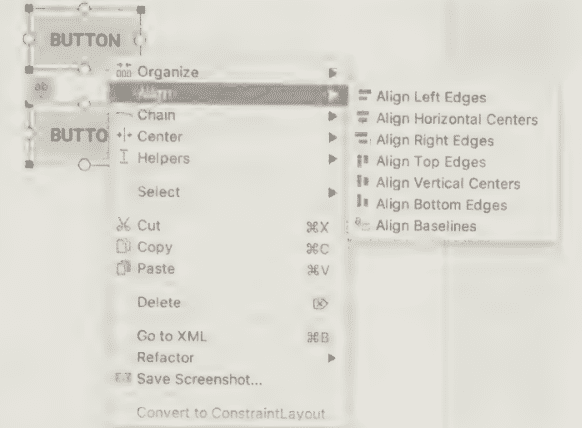 BUTTON
Organize
Align
ab
Chain
BUTTO
Center
Helpers
Select
Cut ⌘X
Copy ⌘C
Paste ⌘V
Delete
Go to XML ⌘B
Refactor
Save Screenshot...
Convert to ConstraintLayout
Align Left Edges
Align Horizontal Centers
Align Right Edges
Align Top Edges
Align Vertical Centers
Align Bottom Edges
Align Baselines